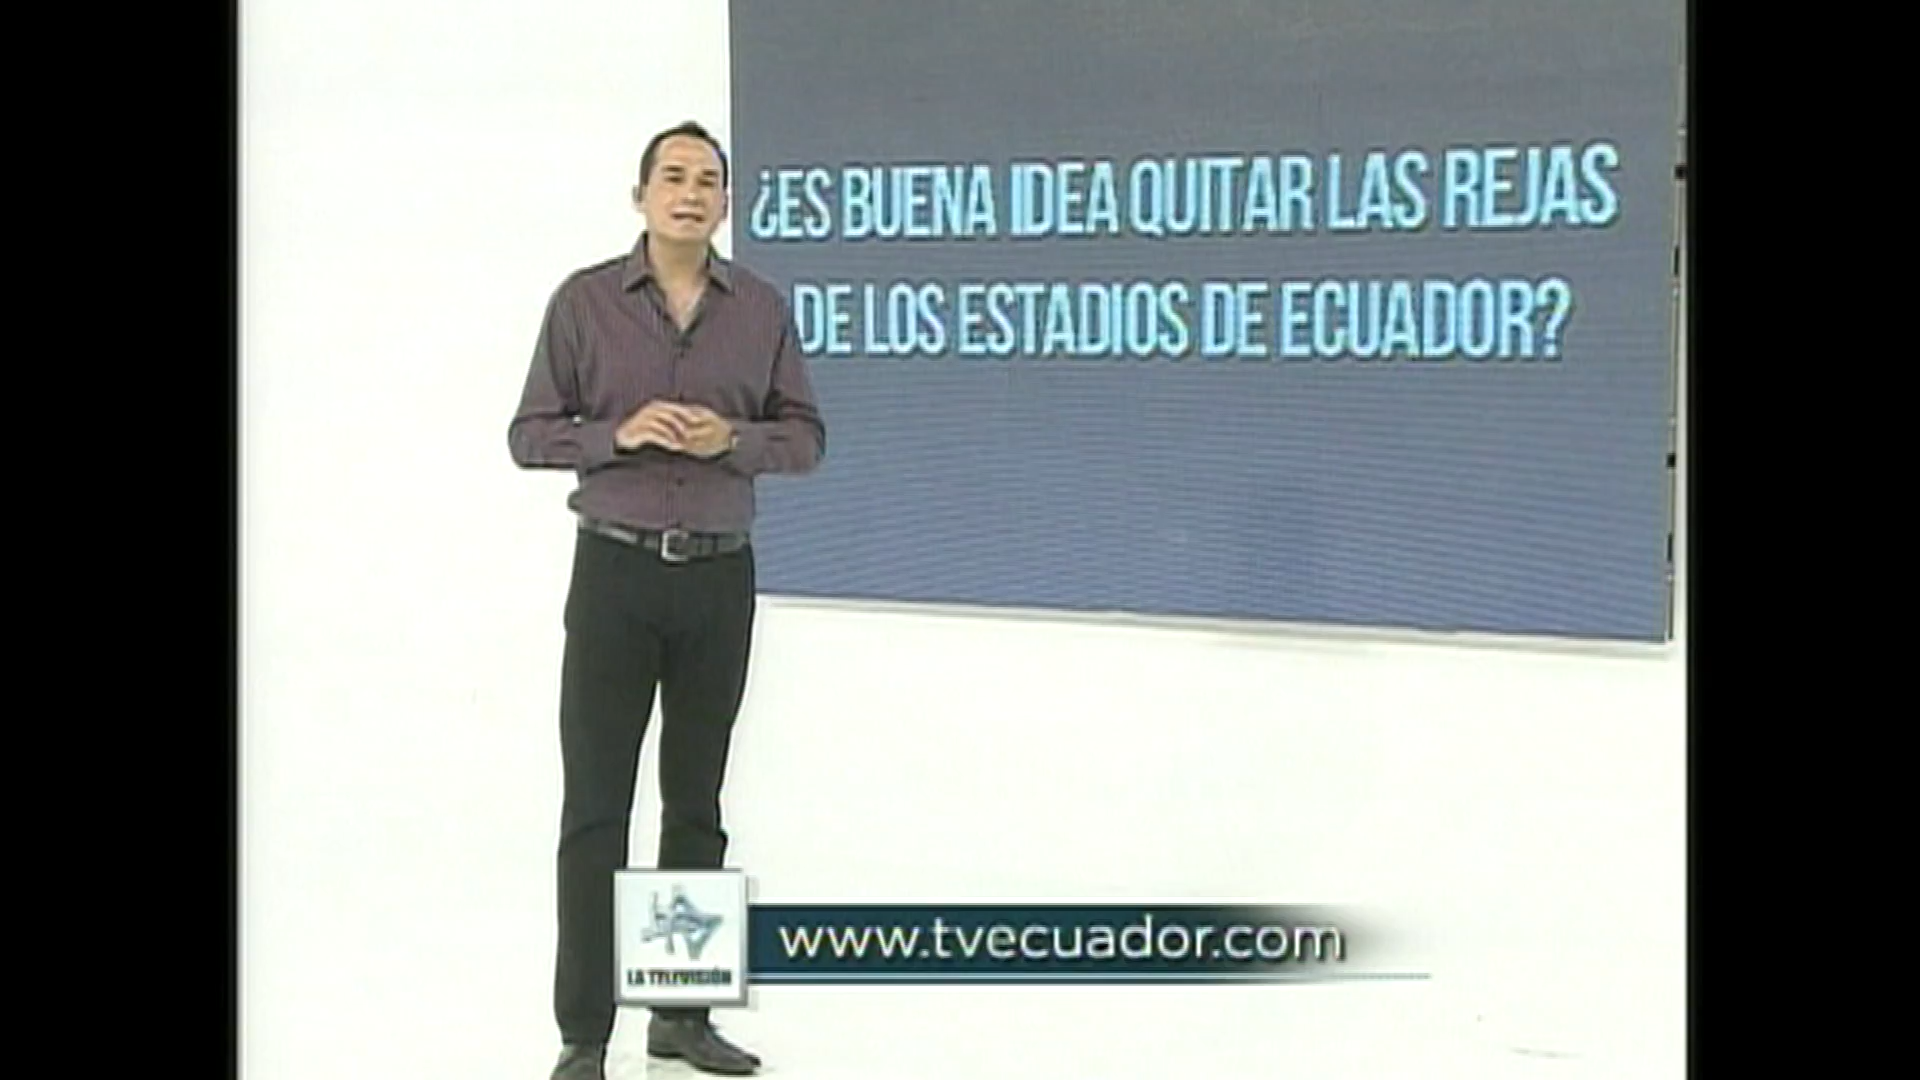 ¿ES BUENA IDEA QUITAR LAS REJAS
DE LOS ESTADIOS DE ECUADOR?
www.tvecuador.com
LA TELEVISIÓN